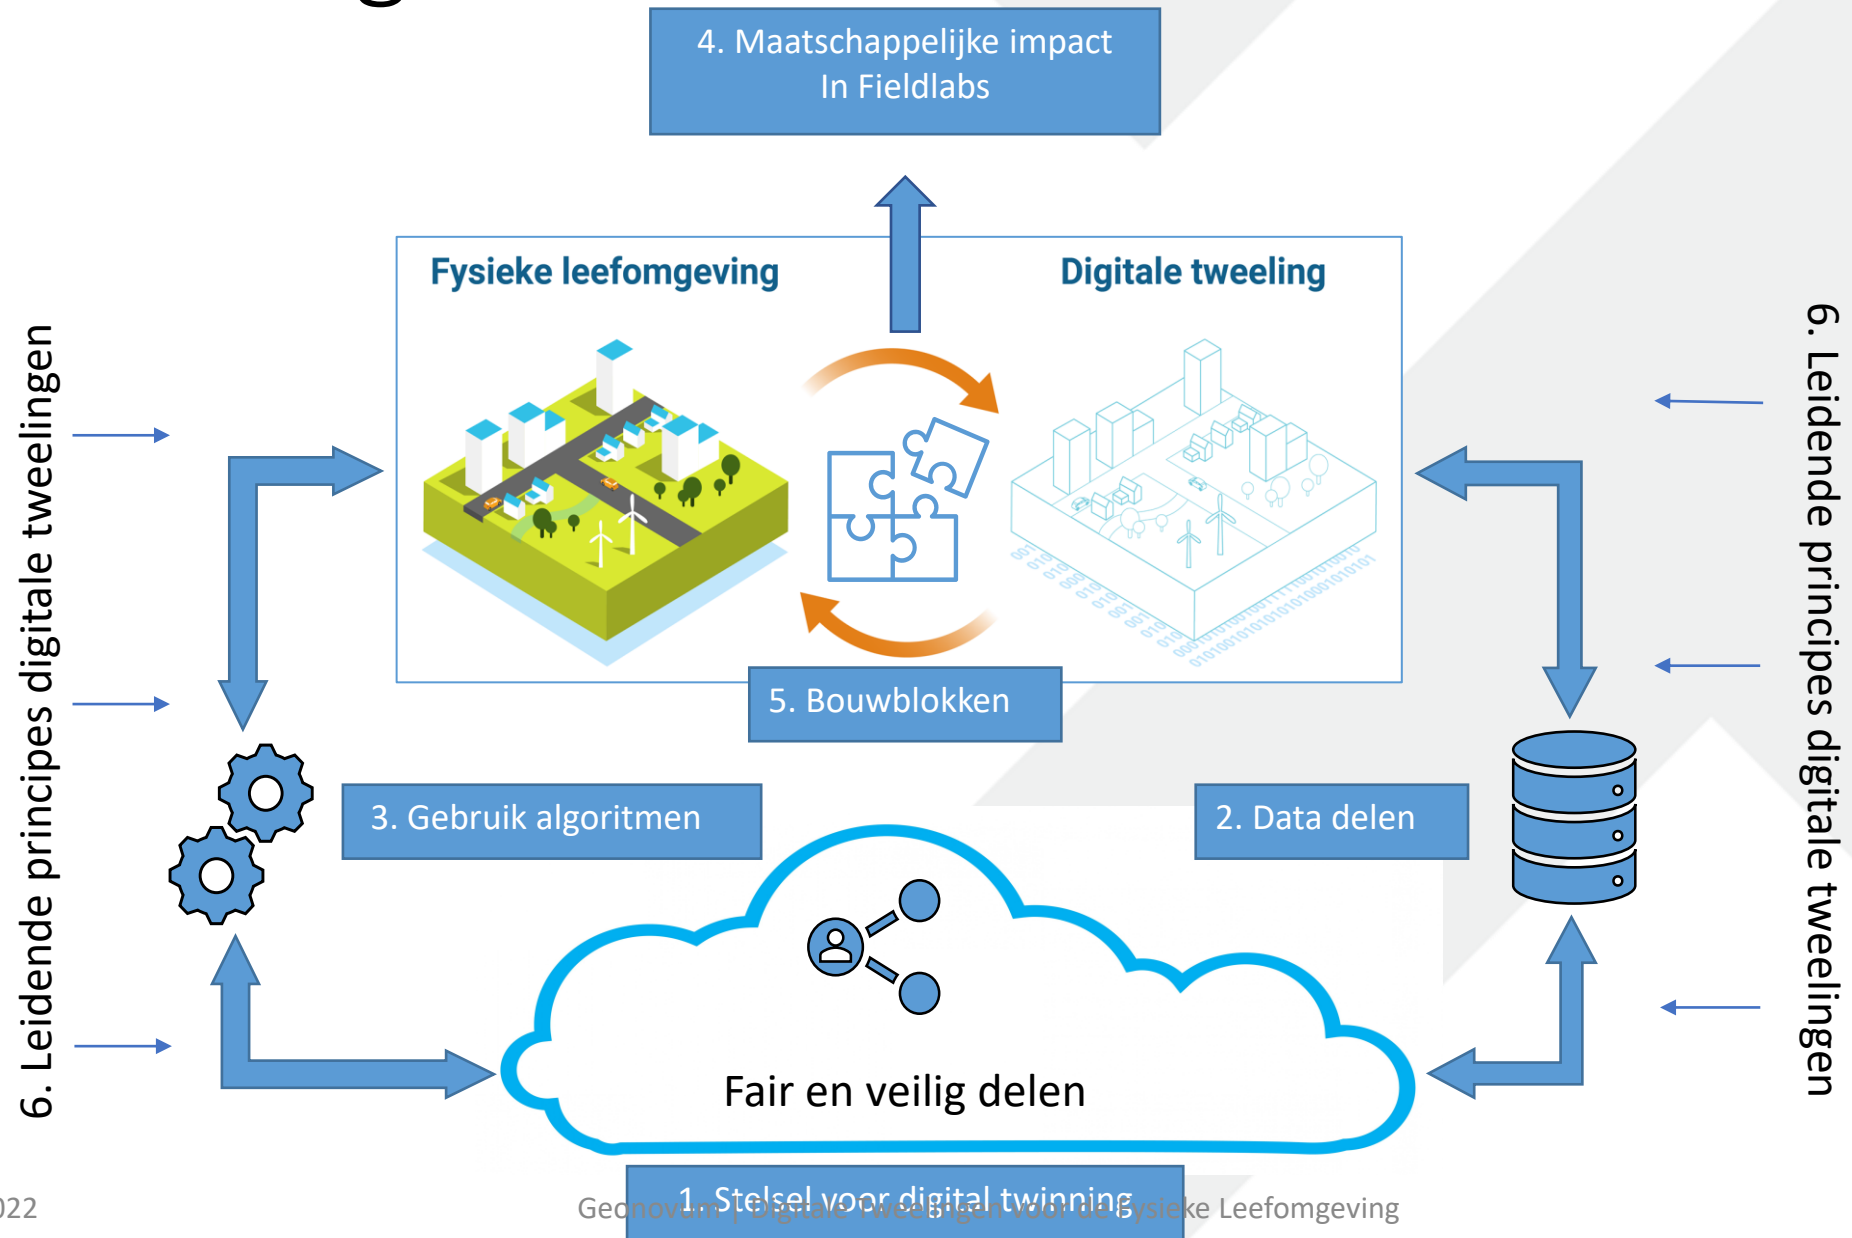 4. Maatschappelijke impact
In Fieldlabs
Fysieke leefomgeving
Digitale tweeling
6. Leidende principes digitale tweelingen
6. Leidende principes digitale tweelingen
5. Bouwblokken
3. Gebruik algoritmen
2. Data delen
Fair en veilig delen
1. Stelsel voor digital twinning
022
Geonovum | Digitale Tweelingen voor de Fysieke Leefomgeving